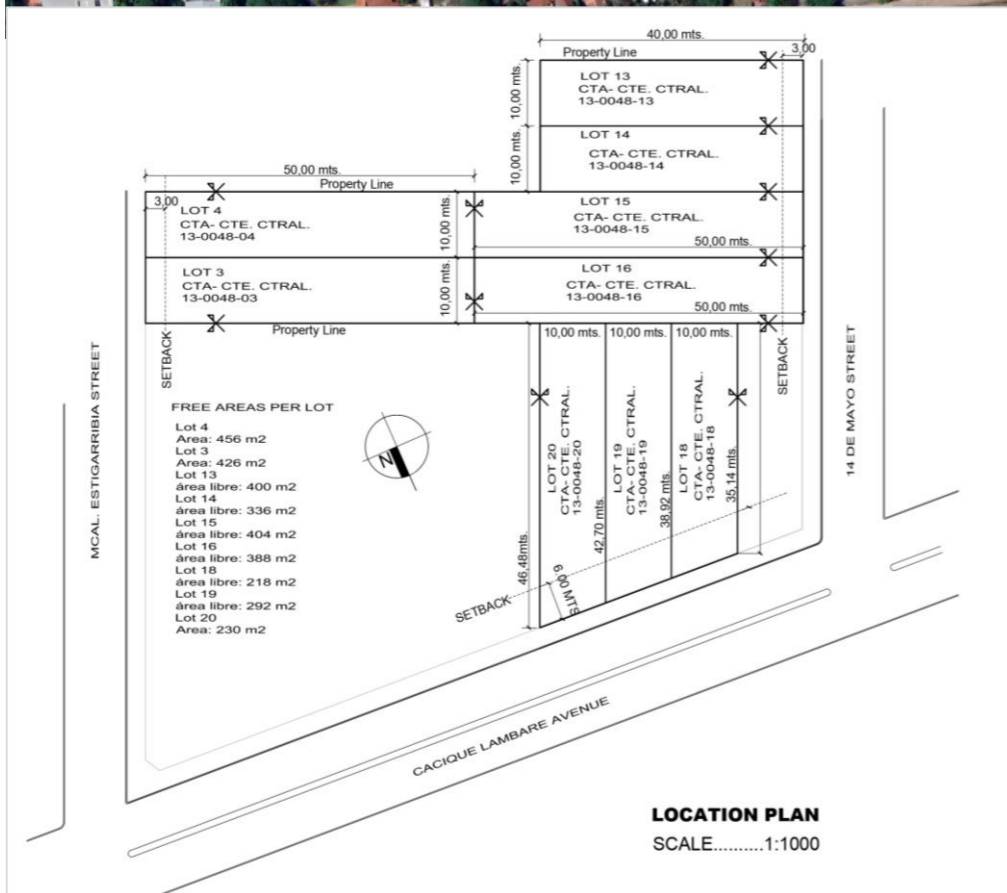 40,00 mts.
3,00
Property Line
10,00 mts.
LOT 13
CTA- CTE. CTRAL.
13-0048-13
10,00 mts.
LOT 14
CTA- CTE. CTRAL.
13-0048-14
50,00 mts.
Property Line
3,00
LOT 4
CTA- CTE. CTRAL.
13-0048-04
10,00 mts.
LOT 15
CTA- CTE. CTRAL.
13-0048-15
50,00 mts.
LOT 3
CTA- CTE. CTRAL.
13-0048-03
10,00 mts.
LOT 16
CTA- CTE. CTRAL.
13-0048-16
50,00 mts.
Property Line
10,00 mts.
10,00 mts.
10,00 mts.
SETBACK
SETBACK
MCAL. ESTIGARRIBIA STREET
14 DE MAYO STREET
FREE AREAS PER LOT
Lot 4
Area: 456 m2
Lot 3
Area: 426 m2
Lot 13
área libre: 400 m2
Lot 14
área libre: 336 m2
Lot 15
área libre: 404 m2
Lot 16
área libre: 388 m2
Lot 18
área libre: 218 m2
Lot 19
área libre: 292 m2
Lot 20
Area: 230 m2
N
46,48mts.
LOT 20
CTA- CTE. CTRAL.
13-0048-20
42,70 mts.
LOT 19
CTA- CTE. CTRAL.
13-0048-19
38,92 mts.
LOT 18
CTA- CTE. CTRAL.
13-0048-18
35,14 mts.
SETBACK
6,00 MTS
CACIQUE LAMBARE AVENUE
LOCATION PLAN
SCALE..........1:1000